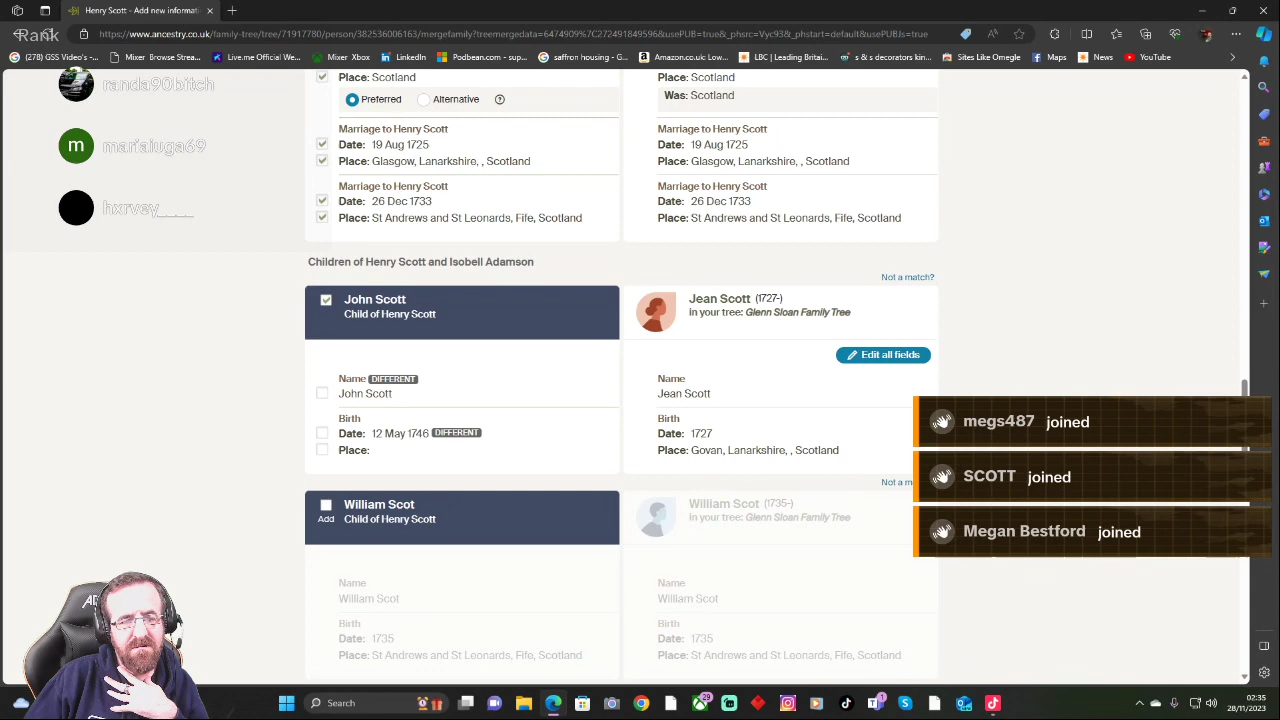 Henry Scott - Add new informati
Rank
https://www.ancestry.co.uk/family-tree/tree/71917780/person/382536006163/mergefamily/?treemergedata=6474909%7C272491849596&usePUB=true&_phsrc=Vyc93&_phstart=default&usePUBJs=true
(278) GSS Video's -... Mixer Browse Strea... Live.me Official We... Xbox Mixer LinkedIn Podbean.com - sup... saffron housing - G... Amazon.co.uk Low... LBC | Leading Britai... s & s decorators kin... Sites Like Omegle Maps News YouTube
randa90bitch
m mariaiuga69
hxrvey____
Place: Scotland
Preferred Alternative ?
Marriage to Henry Scott
Date: 19 Aug 1725
Place: Glasgow, Lanarkshire, , Scotland
Marriage to Henry Scott
Date: 26 Dec 1733
Place: St Andrews and St Leonards, Fife, Scotland
Place: Scotland
Was: Scotland
Marriage to Henry Scott
Date: 19 Aug 1725
Place: Glasgow, Lanarkshire, , Scotland
Marriage to Henry Scott
Date: 26 Dec 1733
Place: St Andrews and St Leonards, Fife, Scotland
Children of Henry Scott and Isobell Adamson
Not a match?
John Scott
Child of Henry Scott
Name DIFFERENT
John Scott
Birth
Date: 12 May 1746 DIFFERENT
Place:
Jean Scott (1727-)
in your tree: Glenn Sloan Family Tree
Edit all fields
Name
Jean Scott
Birth
Date: 1727
Place: Govan, Lanarkshire, , Scotland
Not a m
Add
William Scot
Child of Henry Scott
Name
William Scot
Birth
Date: 1735
Place: St Andrews and St Leonards, Fife, Scotland
William Scot (1735-)
in your tree: Glenn Sloan Family Tree
Name
William Scot
Birth
Date: 1735
Place: St Andrews and St Leonards, Fife, Scotland
megs487 joined
SCOTT joined
Megan Bestford joined
Search
29
1
02:35
28/11/2023